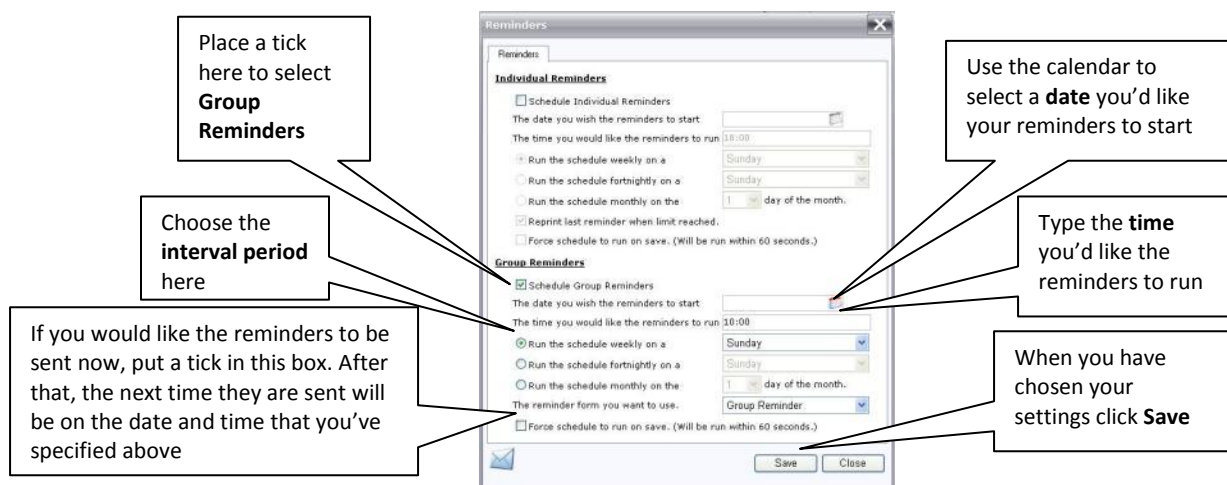 Place a tick
here to select
Group
Reminders
Choose the
interval period
here
If you would like the reminders to be
sent now, put a tick in this box. After
that, the next time they are sent will
be on the date and time that you’ve
specified above
Reminders
Reminders
Individual Reminders
Schedule Individual Reminders
The date you wish the reminders to start
The time you would like the reminders to run 18:00
Run the schedule weekly on a Sunday
Run the schedule fortnightly on a Sunday
Run the schedule monthly on the 1 day of the month.
Reprint last reminder when limit reached.
Force schedule to run on save. (Will be run within 60 seconds.)
Group Reminders
Schedule Group Reminders
The date you wish the reminders to start
The time you would like the reminders to run 18:00
Run the schedule weekly on a Sunday
Run the schedule fortnightly on a Sunday
Run the schedule monthly on the 1 day of the month.
The reminder form you want to use. Group Reminder
Force schedule to run on save. (Will be run within 60 seconds.)
Save Close
Use the calendar to
select a date you’d like
your reminders to start
Type the time
you’d like the
reminders to run
When you have
chosen your
settings click Save